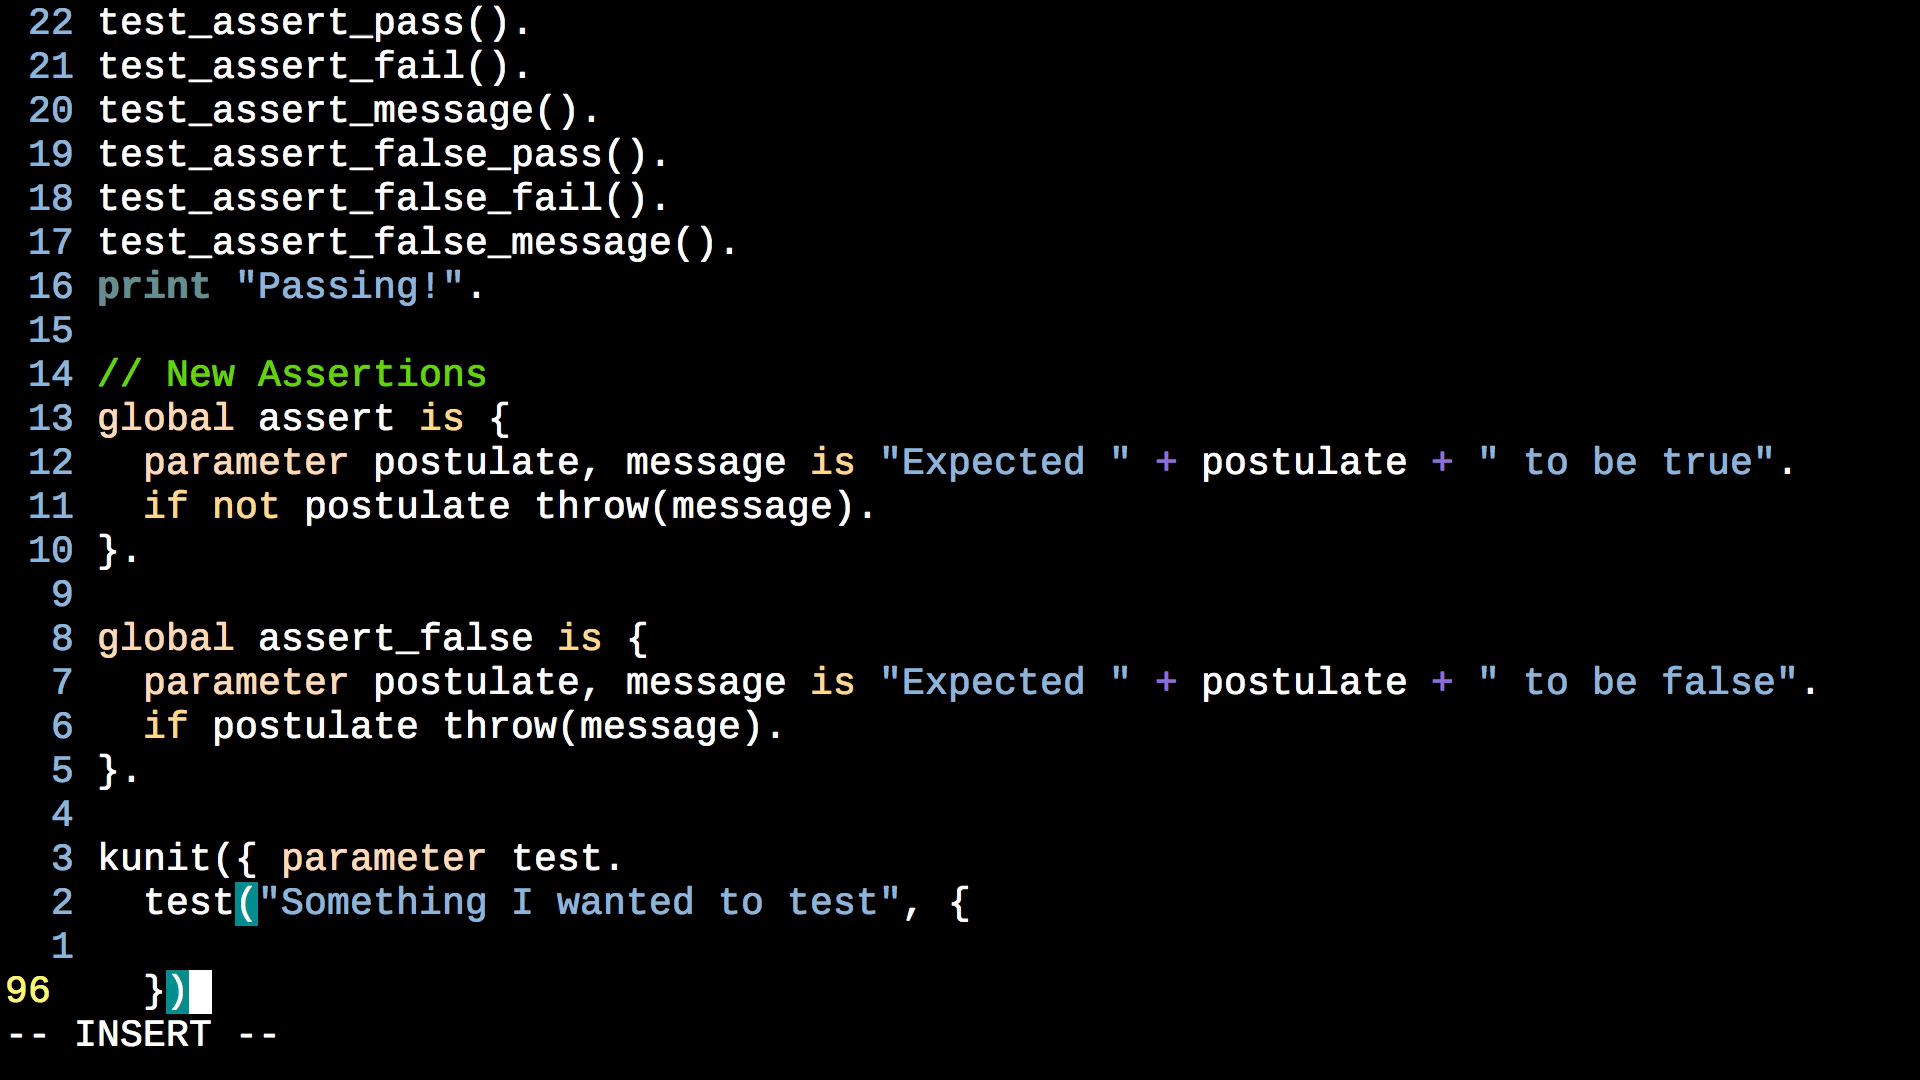 22 test_assert_pass().
21 test_assert_fail().
20 test_assert_message().
19 test_assert_false_pass().
18 test_assert_false_fail().
17 test_assert_false_message().
16 print "Passing!".
15
14 // New Assertions
13 global assert is {
12   parameter postulate, message is "Expected " + postulate + " to be true".
11   if not postulate throw(message).
10 }.
9
8 global assert_false is {
7   parameter postulate, message is "Expected " + postulate + " to be false".
6   if postulate throw(message).
5 }.
4
3 kunit({ parameter test.
2   test("Something I wanted to test", {
1
96   })
-- INSERT --